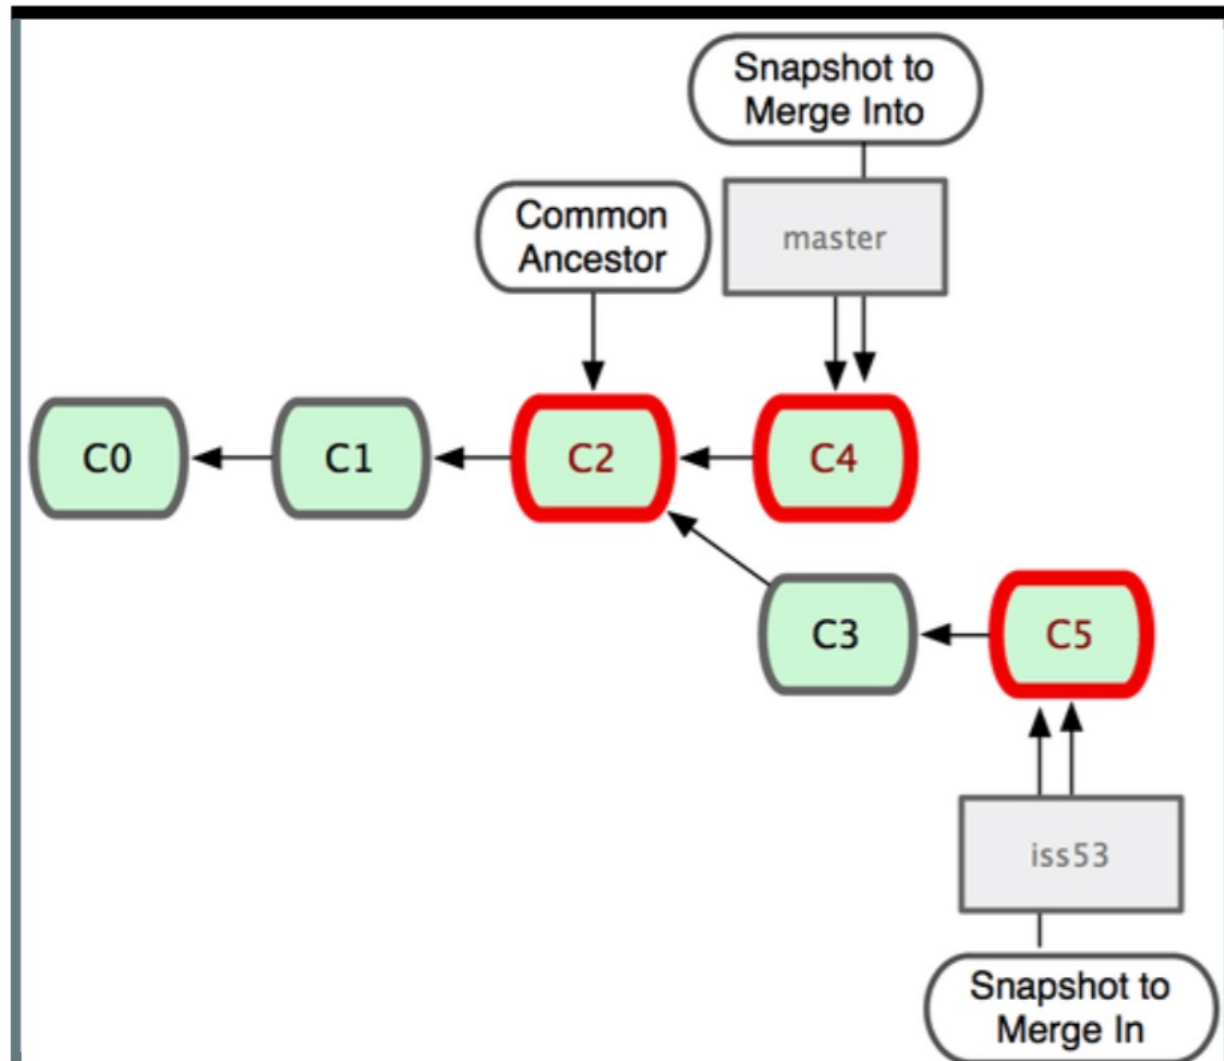 Snapshot to
Merge Into
Common
Ancestor
master
C0
C1
C2
C4
C3
C5
iss53
Snapshot to
Merge In